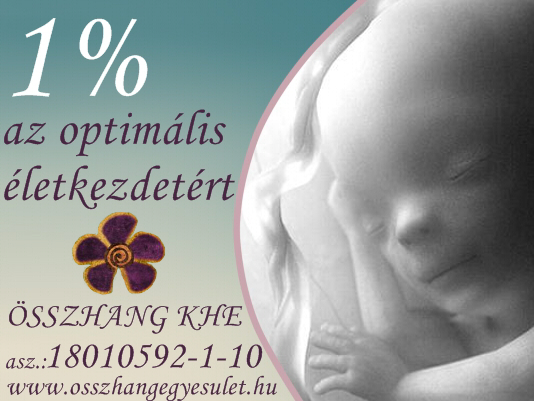 1%
az optimális
életkezdetért
ÖSSZHANG KHE
asz.:18010592-1-10
www.osszhangegyesulet.hu